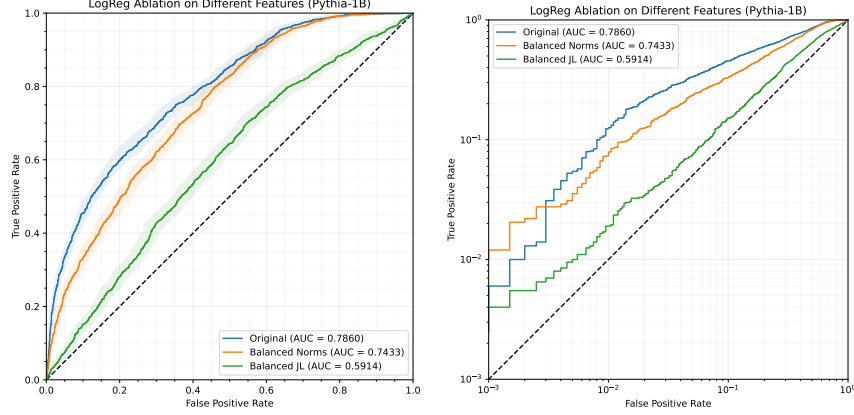 LogReg Ablation on Different Features (Pythia-1B)
1.0
0.8
0.6
0.4
0.2
0.0
True Positive Rate
Original (AUC = 0.7860)
Balanced Norms (AUC = 0.7433)
Balanced JL (AUC = 0.5914)
0.0 0.2 0.4 0.6 0.8 1.0
False Positive Rate
LogReg Ablation on Different Features (Pythia-1B)
10⁰
10⁻¹
10⁻²
10⁻³
True Positive Rate
Original (AUC = 0.7860)
Balanced Norms (AUC = 0.7433)
Balanced JL (AUC = 0.5914)
10⁻³ 10⁻² 10⁻¹ 10⁰
False Positive Rate